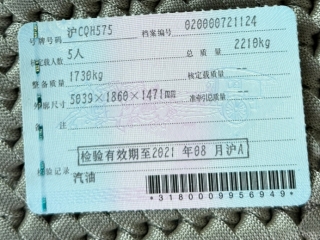 号牌号码 沪CQH575 档案编号 020000721124
核定载人数 5人 总 质 量 2210kg
整备质量 1730kg 核定载质量 --
外廓尺寸 5039×1860×1471mm 准牵引总质量 --
备 注
检验有效期至2021年08月沪A
检验记录 汽油
*3180009956949*